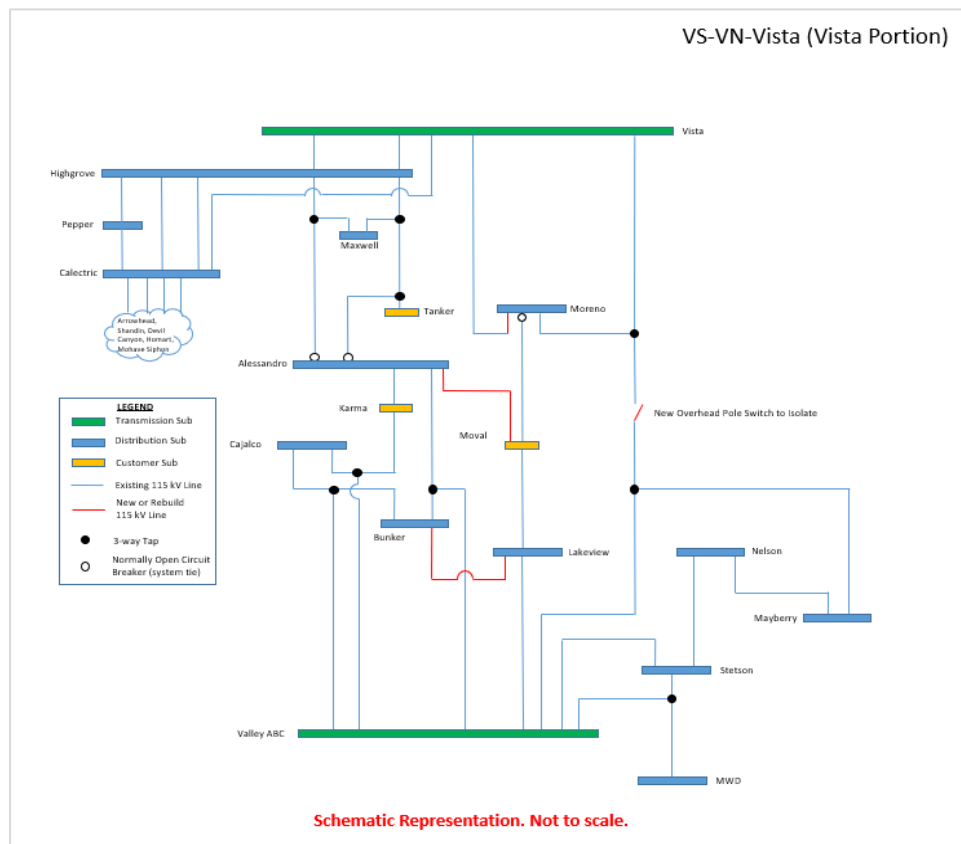 VS-VN-Vista (Vista Portion)
Vista
Highgrove
Pepper
Maxwell
Calectric
Arrowhead,
Shandin, Devil
Canyon, Homart,
Mohave Siphon
Tanker
Moreno
Alessandro
Karma
New Overhead Pole Switch to Isolate
Moval
Cajalco
LEGEND
Transmission Sub
Distribution Sub
Customer Sub
Existing 115 kV Line
New or Rebuild
115 kV Line
3-way Tap
Normally Open Circuit
Breaker (system tie)
Bunker
Lakeview
Nelson
Mayberry
Stetson
Valley ABC
MWD
Schematic Representation. Not to scale.